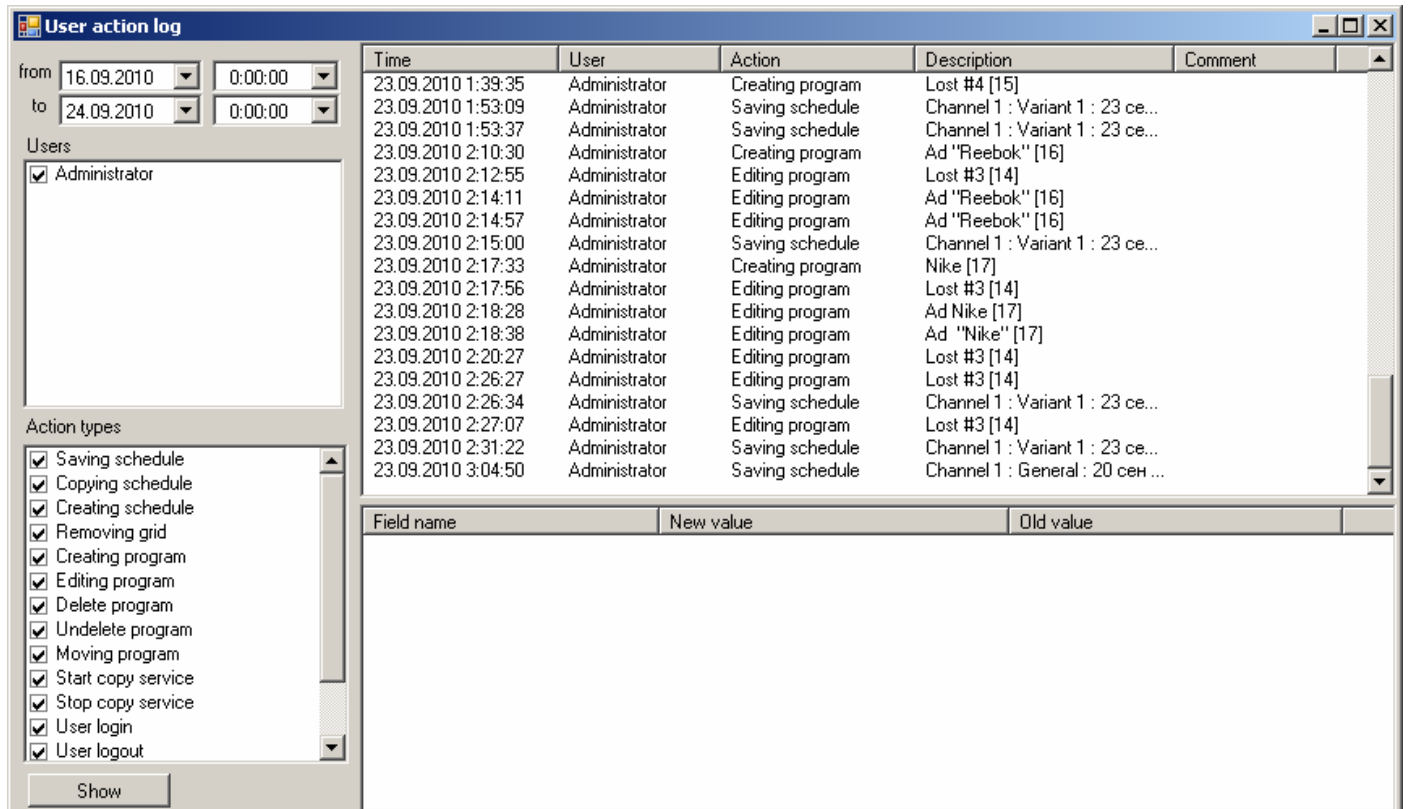 User action log
from 16.09.2010 0:00:00
to 24.09.2010 0:00:00
Users
Administrator
Action types
Saving schedule
Copying schedule
Creating schedule
Removing grid
Creating program
Editing program
Delete program
Undelete program
Moving program
Start copy service
Stop copy service
User login
User logout
Show
Time User Action Description Comment
23.09.2010 1:39:35 Administrator Creating program Lost #4 [15]
23.09.2010 1:53:09 Administrator Saving schedule Channel 1 : Variant 1 : 23 се...
23.09.2010 1:53:37 Administrator Saving schedule Channel 1 : Variant 1 : 23 се...
23.09.2010 2:10:30 Administrator Creating program Ad "Reebok" [16]
23.09.2010 2:12:55 Administrator Editing program Lost #3 [14]
23.09.2010 2:14:11 Administrator Editing program Ad "Reebok" [16]
23.09.2010 2:14:57 Administrator Editing program Ad "Reebok" [16]
23.09.2010 2:15:00 Administrator Saving schedule Channel 1 : Variant 1 : 23 се...
23.09.2010 2:17:33 Administrator Creating program Nike [17]
23.09.2010 2:17:56 Administrator Editing program Lost #3 [14]
23.09.2010 2:18:28 Administrator Editing program Ad Nike [17]
23.09.2010 2:18:38 Administrator Editing program Ad "Nike" [17]
23.09.2010 2:20:27 Administrator Editing program Lost #3 [14]
23.09.2010 2:26:27 Administrator Editing program Lost #3 [14]
23.09.2010 2:26:34 Administrator Saving schedule Channel 1 : Variant 1 : 23 се...
23.09.2010 2:27:07 Administrator Editing program Lost #3 [14]
23.09.2010 2:31:22 Administrator Saving schedule Channel 1 : Variant 1 : 23 се...
23.09.2010 3:04:50 Administrator Saving schedule Channel 1 : General : 20 сен ...
Field name New value Old value